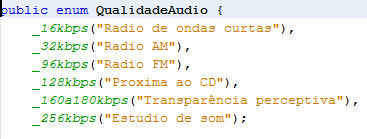 public enum QualidadeAudio {
_16kbps("Radio de ondas curtas"),
_32kbps("Radio AM"),
_96kbps("Radio FM"),
_128kbps("Proxima ao CD"),
_160a180kbps("Transparência perceptiva"),
_256kbps("Estudio de som");